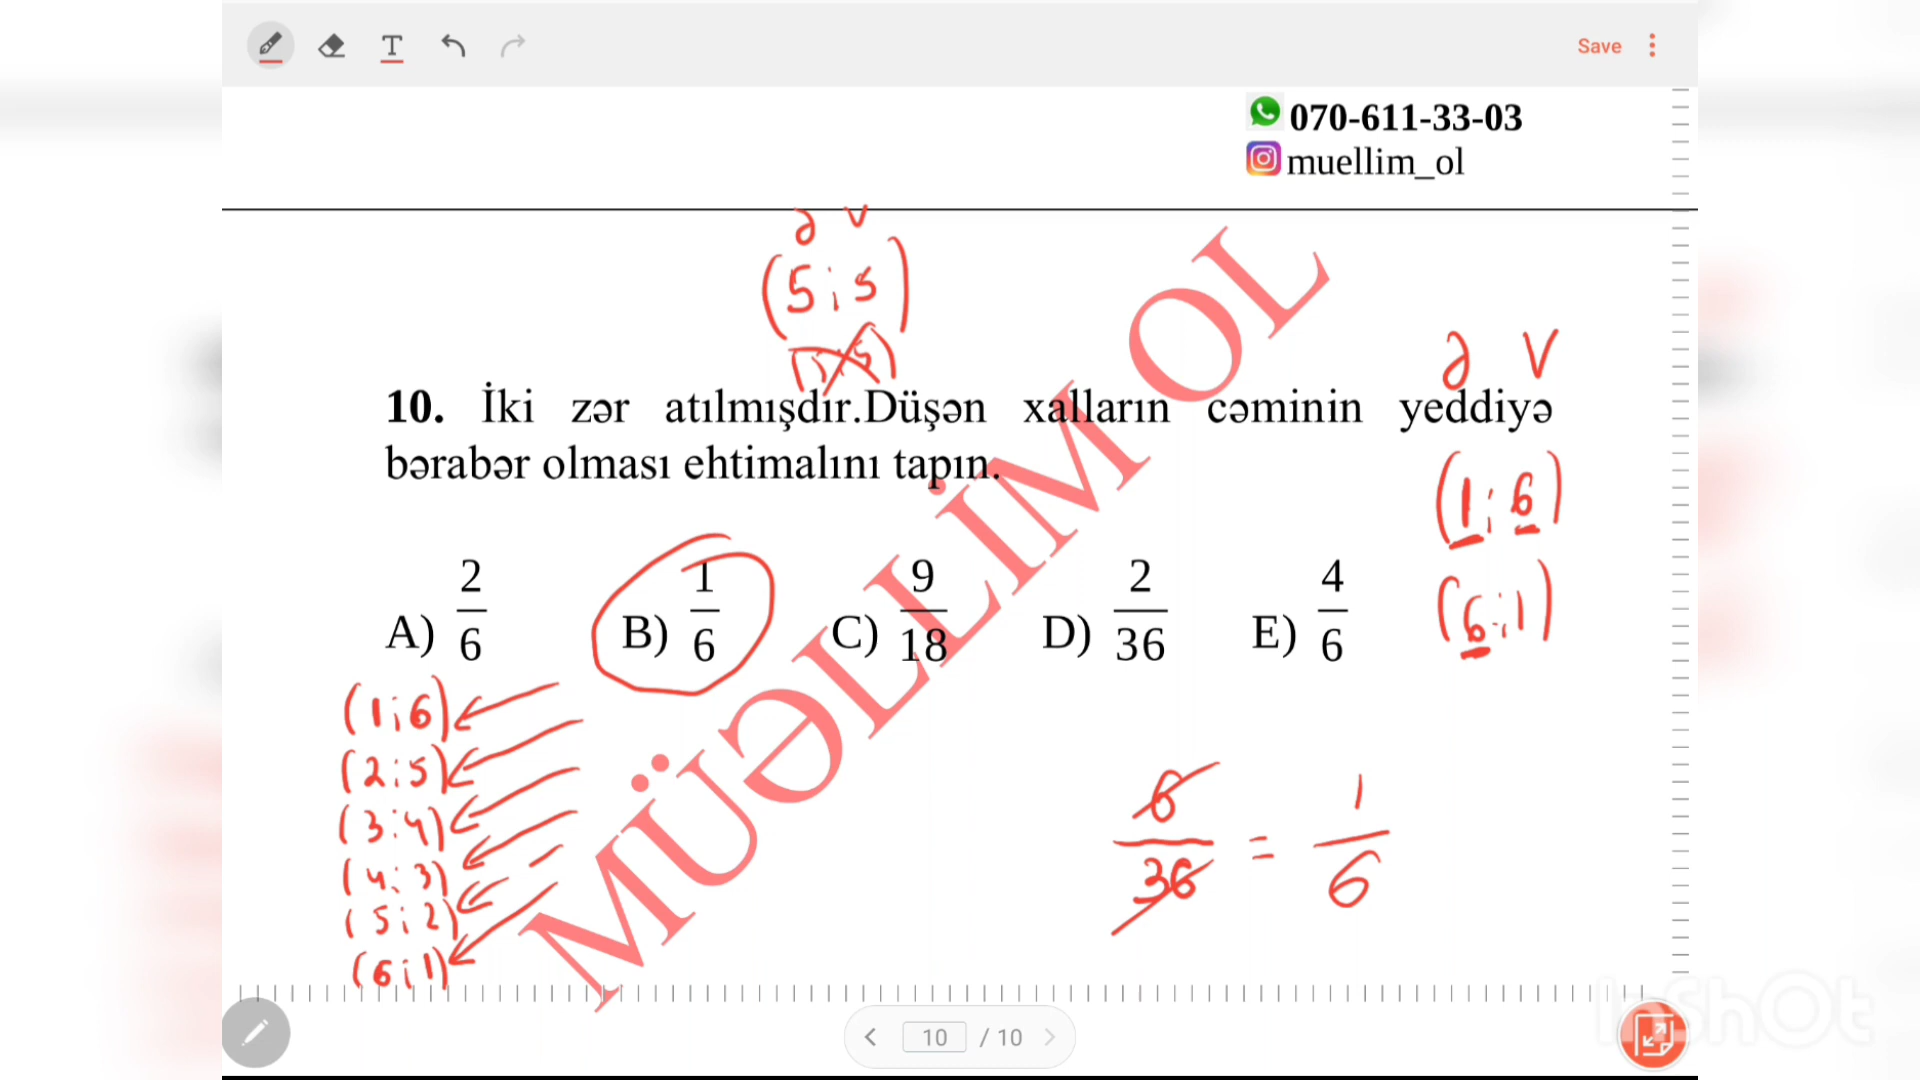 Save
070-611-33-03
muellim_ol
ə v
(5;5)
ə v
10. İki zər atılmışdır.Düşən xalların cəminin yeddiyə
bərabər olması ehtimalını tapın.
(1;6)
(6;1)
A) 2/6 B) 1/6 C) 9/18 D) 2/36 E) 4/6
(1;6)
(2;5)
(3;4)
(4;3)
(5;2)
(6;1)
6/36 = 1/6
MÜƏLLİM OL
10 / 10
InShOt